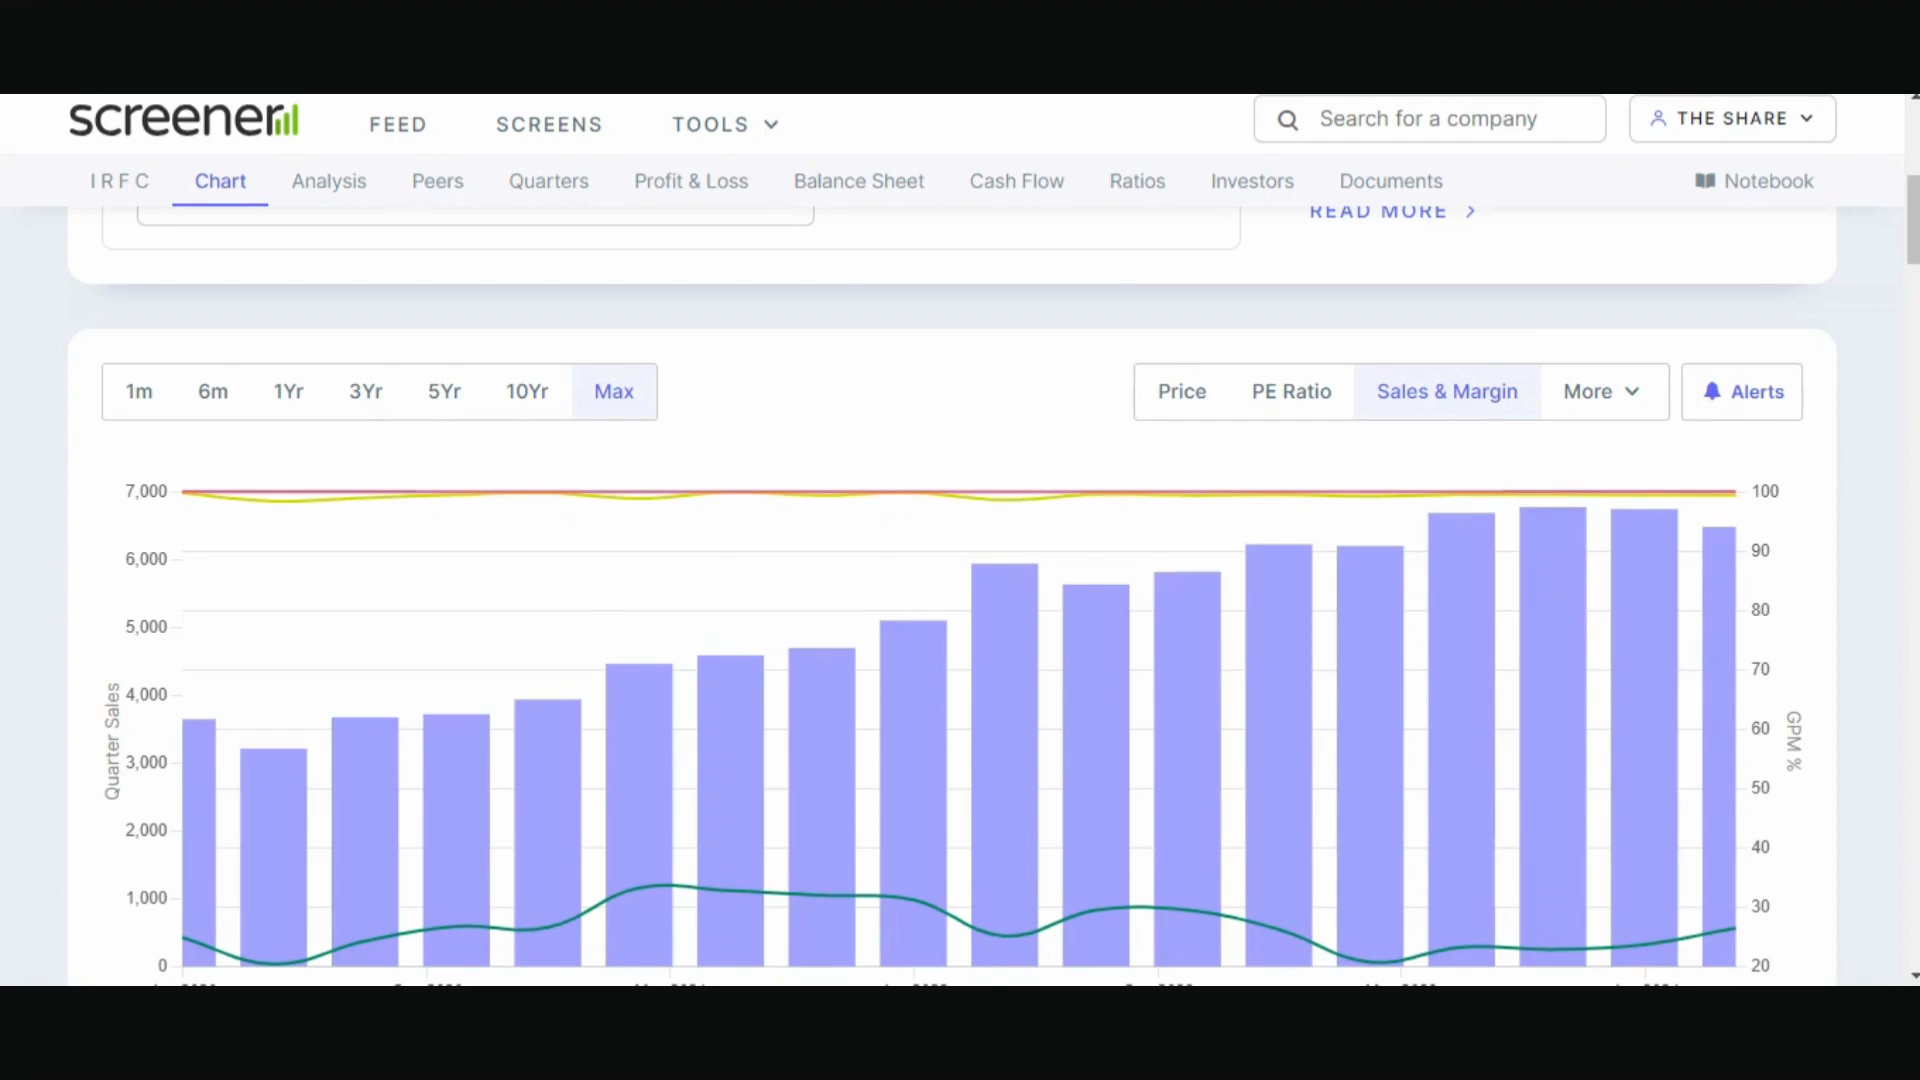 screener
FEED SCREENS TOOLS
Search for a company
THE SHARE
I R F C Chart Analysis Peers Quarters Profit & Loss Balance Sheet Cash Flow Ratios Investors Documents Notebook
READ MORE
1m 6m 1Yr 3Yr 5Yr 10Yr Max
Price PE Ratio Sales & Margin More Alerts
7,000
6,000
5,000
4,000
3,000
2,000
1,000
0
Quarter Sales
100
90
80
70
60
50
40
30
20
GPM %